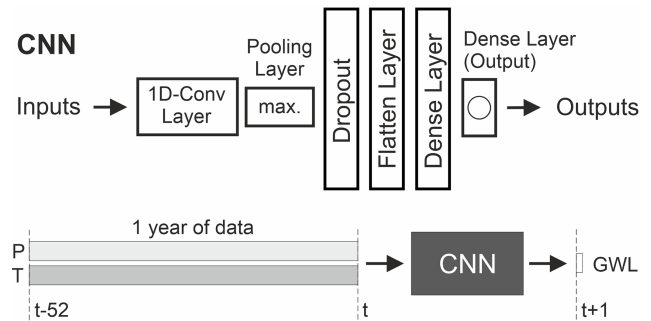 CNN
Inputs
1D-Conv
Layer
Pooling
Layer
max.
Dropout
Flatten Layer
Dense Layer
Dense Layer
(Output)
Outputs
1 year of data
P
T
t-52
t
CNN
GWL
t+1